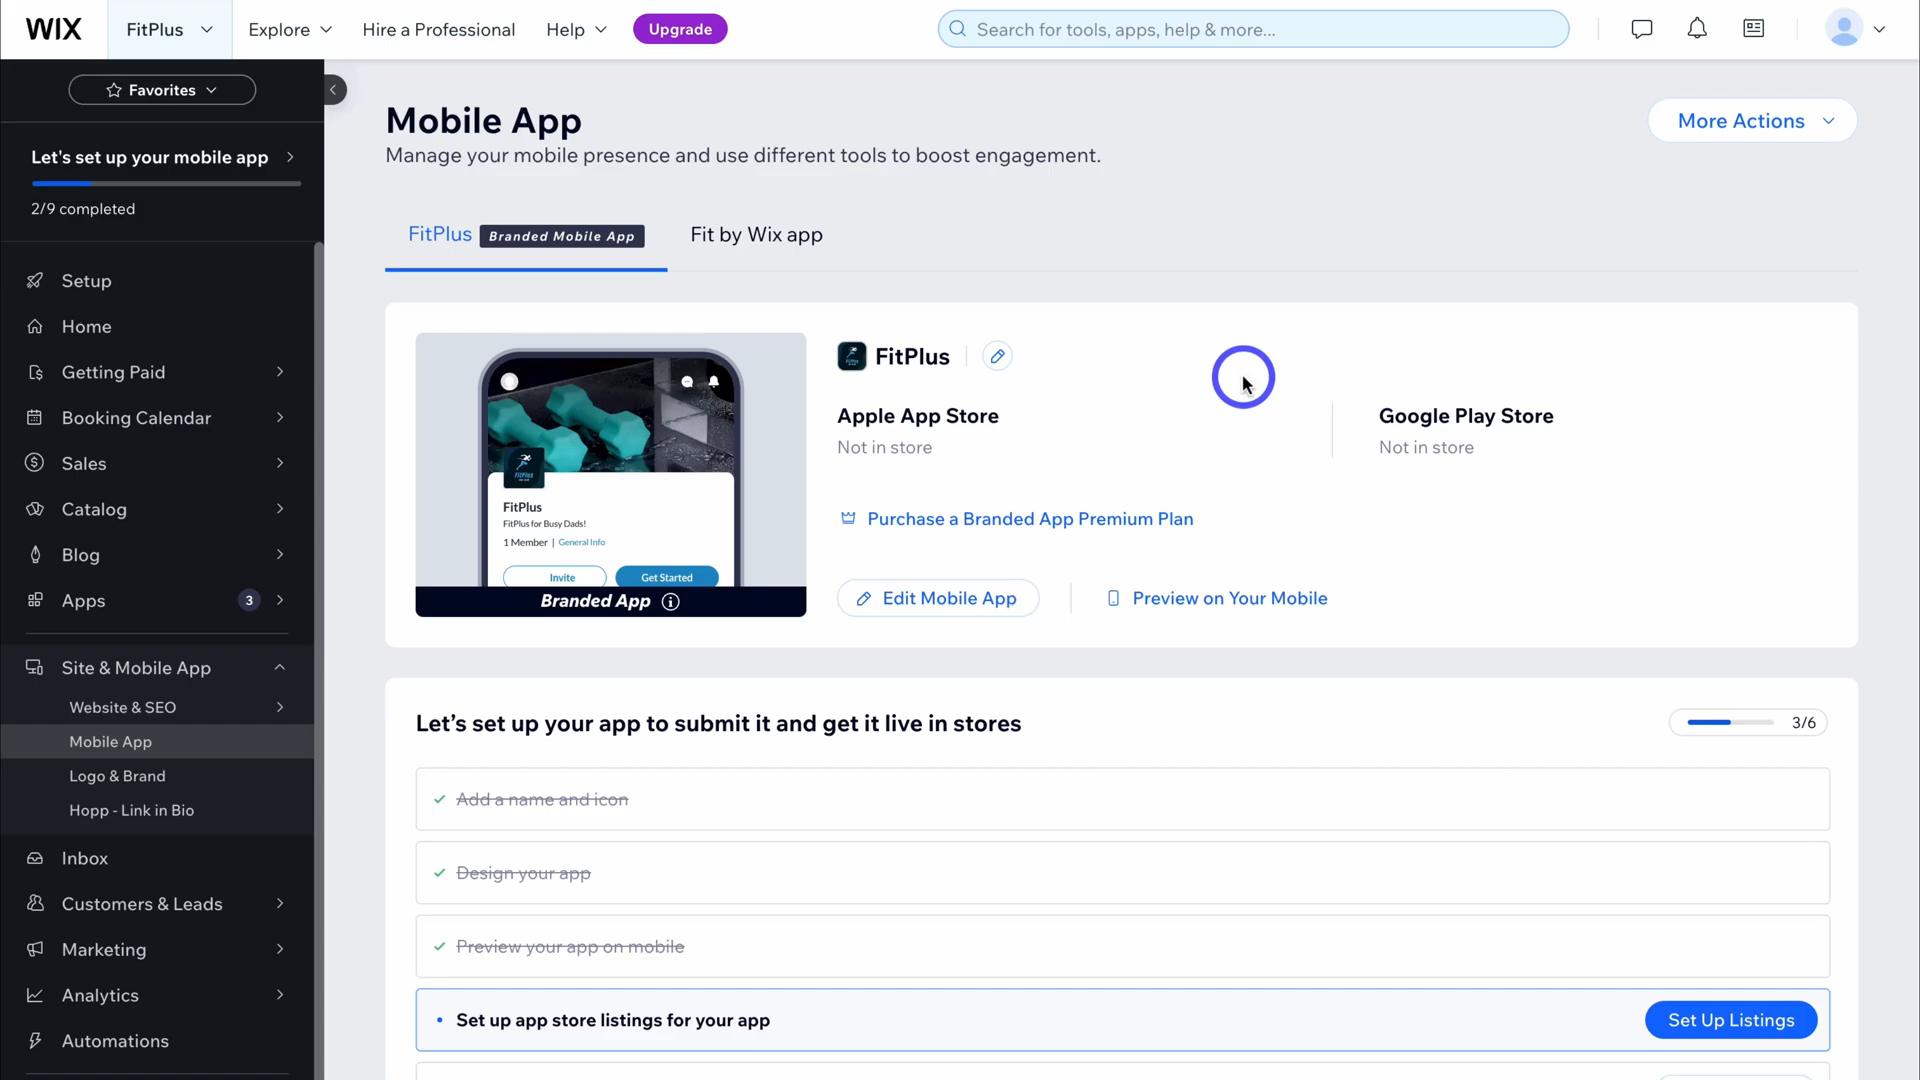 WIX
FitPlus
Explore
Hire a Professional
Help
Upgrade
Search for tools, apps, help & more...
Favorites
Let's set up your mobile app
2/9 completed
Setup
Home
Getting Paid
Booking Calendar
Sales
Catalog
Blog
Apps
3
Site & Mobile App
Website & SEO
Mobile App
Logo & Brand
Hopp - Link in Bio
Inbox
Customers & Leads
Marketing
Analytics
Automations
Mobile App
Manage your mobile presence and use different tools to boost engagement.
More Actions
FitPlus Branded Mobile App
Fit by Wix app
FitPlus
FitPlus for Busy Dads!
1 Member | General Info
Invite
Get Started
Branded App
FitPlus
Apple App Store
Not in store
Google Play Store
Not in store
Purchase a Branded App Premium Plan
Edit Mobile App
Preview on Your Mobile
Let’s set up your app to submit it and get it live in stores
3/6
Add a name and icon
Design your app
Preview your app on mobile
Set up app store listings for your app
Set Up Listings